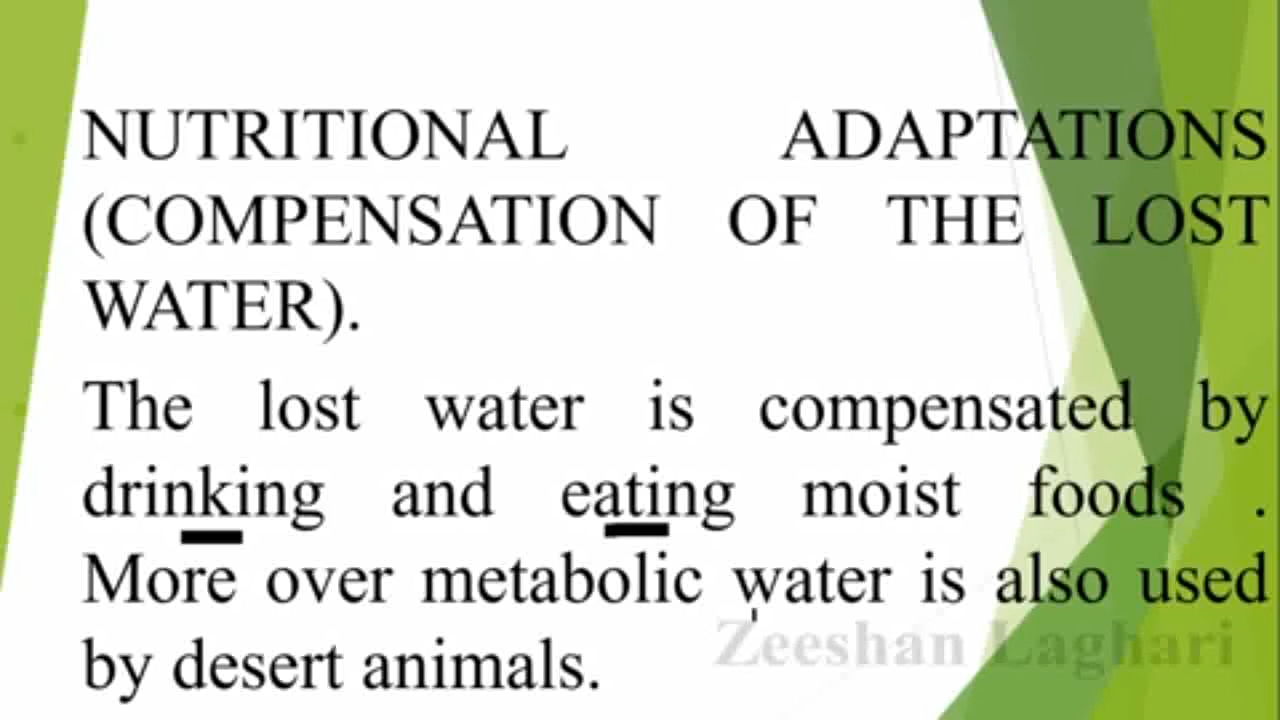 NUTRITIONAL ADAPTATIONS
(COMPENSATION OF THE LOST
WATER).
The lost water is compensated by
drinking and eating moist foods .
More over metabolic water is also used
by desert animals.
Zeeshan Laghari